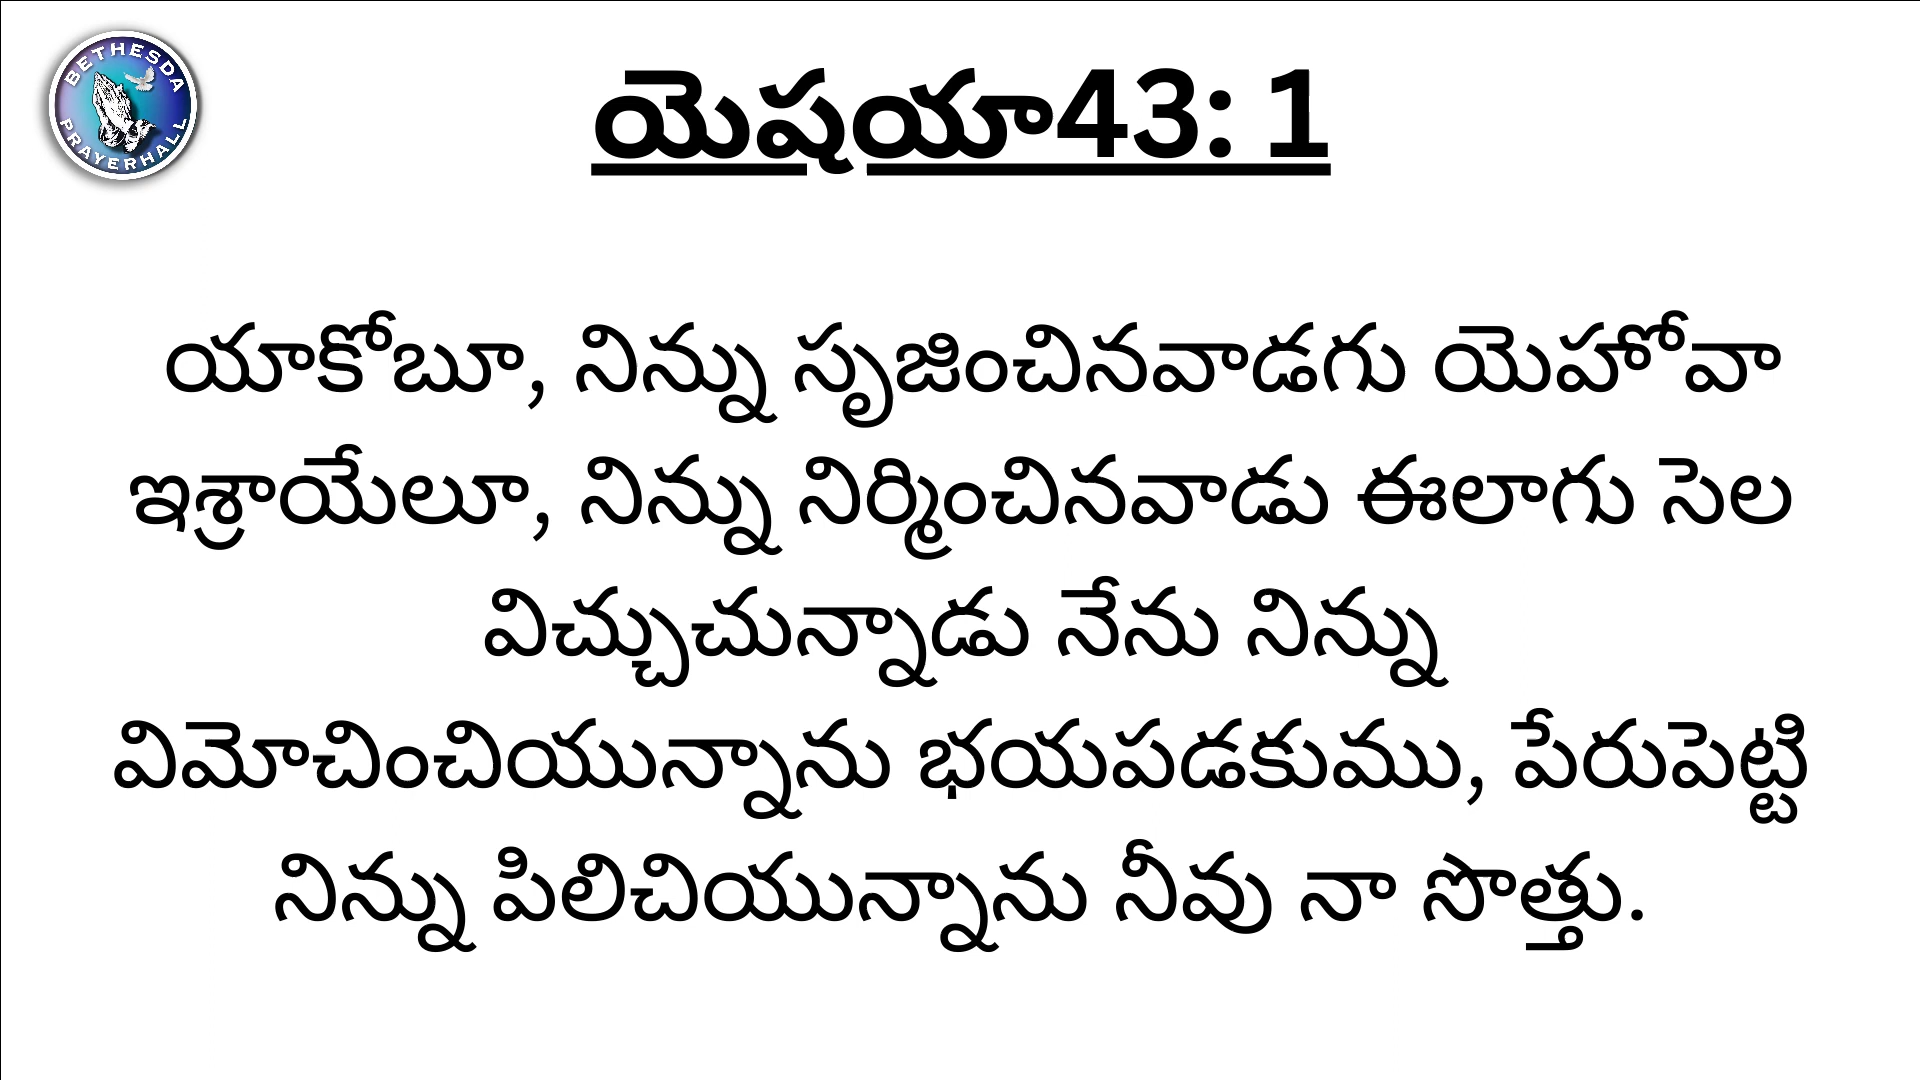 BETHESDA
PRAYERHALL
యెషయా43: 1
యాకోబూ, నిన్ను సృజించినవాడగు యెహోవా
ఇశ్రాయేలూ, నిన్ను నిర్మించినవాడు ఈలాగు సెల
విచ్చుచున్నాడు నేను నిన్ను
విమోచించియున్నాను భయపడకుము, పేరుపెట్టి
నిన్ను పిలిచియున్నాను నీవు నా సొత్తు.